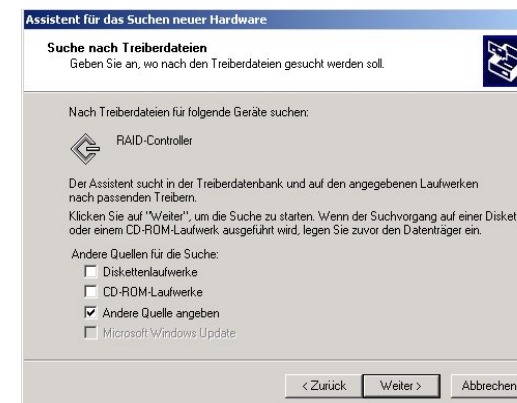 Assistent für das Suchen neuer Hardware
Suche nach Treiberdateien
Geben Sie an, wo nach den Treiberdateien gesucht werden soll.
Nach Treiberdateien für folgende Geräte suchen:
RAID-Controller
Der Assistent sucht in der Treiberdatenbank und auf den angegebenen Laufwerken
nach passenden Treibern.
Klicken Sie auf "Weiter", um die Suche zu starten. Wenn der Suchvorgang auf einer Disket
oder einem CD-ROM-Laufwerk ausgeführt wird, legen Sie zuvor den Datenträger ein.
Andere Quellen für die Suche:
Diskettenlaufwerke
CD-ROM-Laufwerke
Andere Quelle angeben
Microsoft Windows Update
< Zurück Weiter > Abbrechen